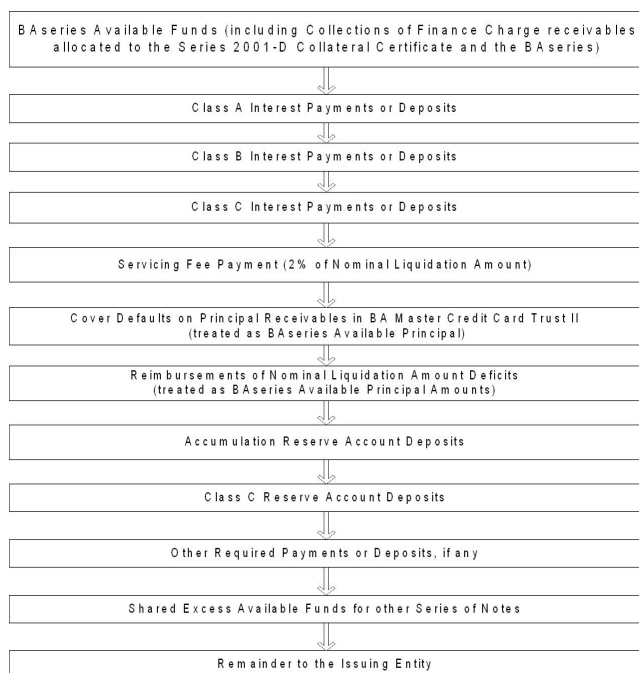 BAseries Available Funds (including Collections of Finance Charge receivables
allocated to the Series 2001-D Collateral Certificate and the BAseries)
Class A Interest Payments or Deposits
Class B Interest Payments or Deposits
Class C Interest Payments or Deposits
Servicing Fee Payment (2% of Nominal Liquidation Amount)
Cover Defaults on Principal Receivables in BA Master Credit Card Trust II
(treated as BAseries Available Principal)
Reimbursements of Nominal Liquidation Amount Deficits
(treated as BAseries Available Principal Amounts)
Accumulation Reserve Account Deposits
Class C Reserve Account Deposits
Other Required Payments or Deposits, if any
Shared Excess Available Funds for other Series of Notes
Remainder to the Issuing Entity